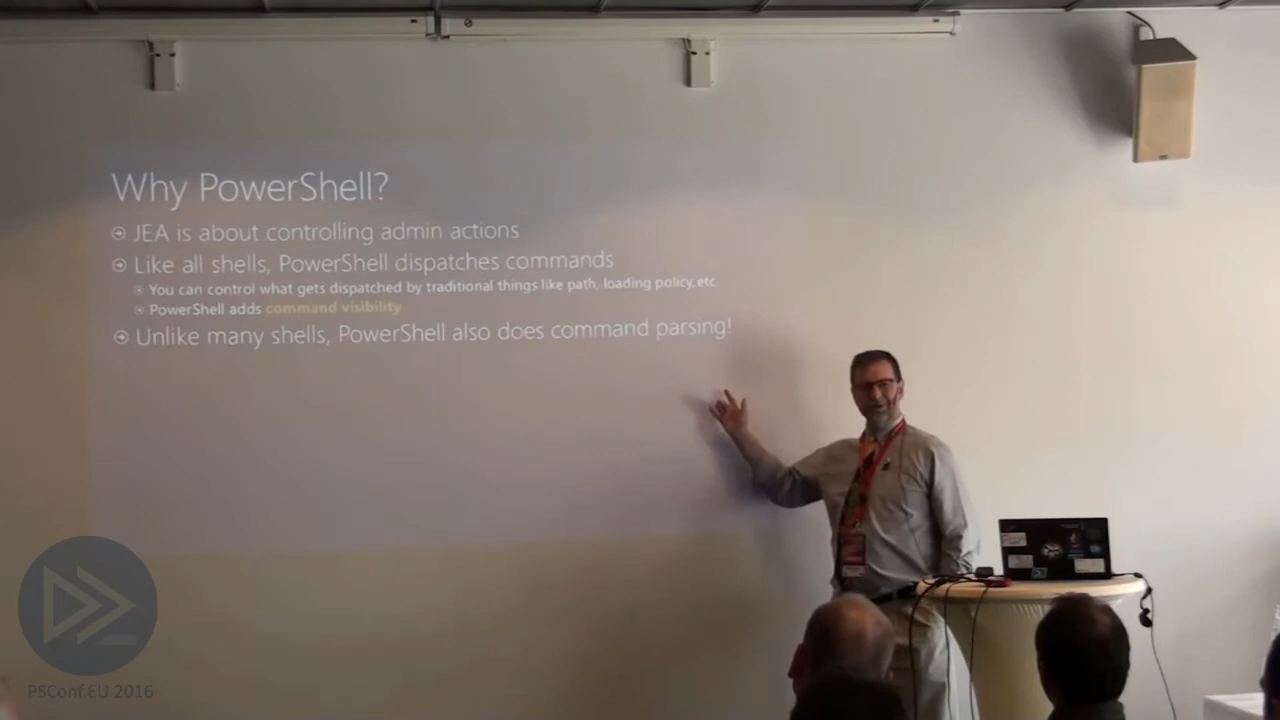 Why PowerShell?
JEA is about controlling admin actions
Like all shells, PowerShell dispatches commands
You can control what gets dispatched by traditional things like path, loading policy, etc.
PowerShell adds command visibility
Unlike many shells, PowerShell also does command parsing!
PSConf.EU 2016